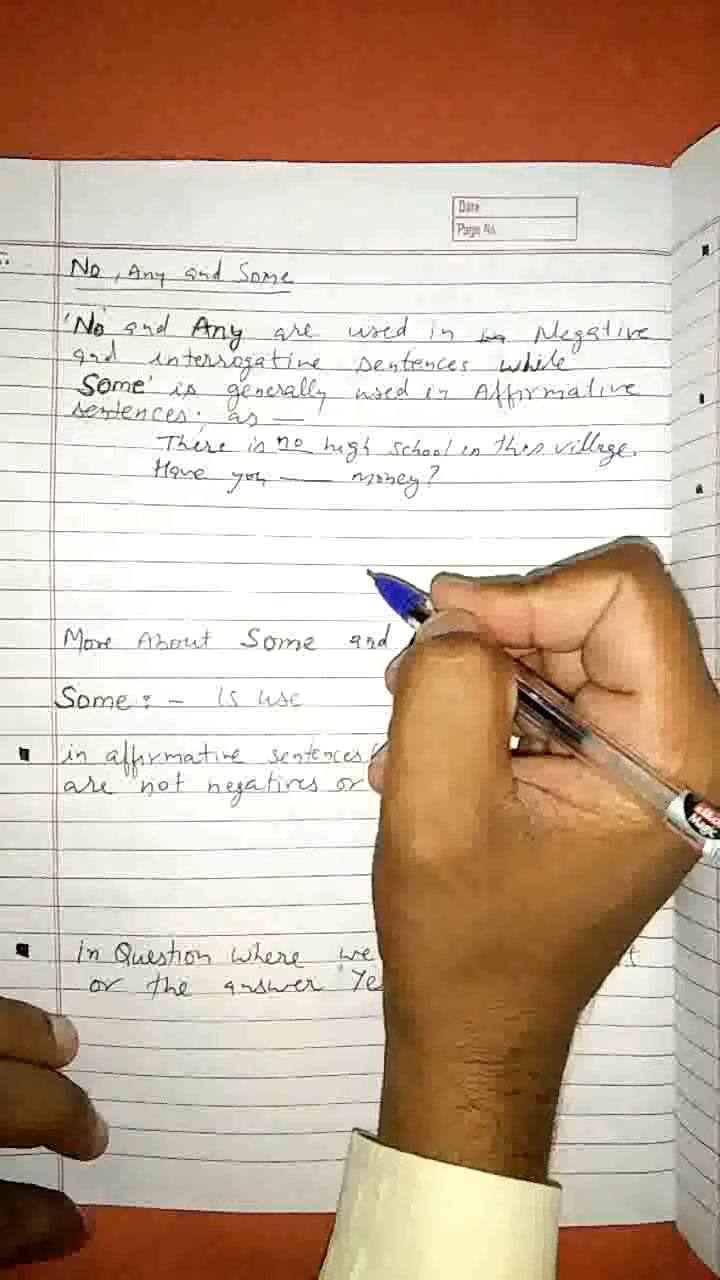 Date
Page No.
No, Any and Some
'No' and Any are used in Negative
and interrogative sentences while
'Some' is generally used in Affirmative
sentences; as —
There is no high school in this village.
Have you ___ money?
More About Some and
Some : - is use
in affirmative sentences
are not negatives or
in Question where we
or the answer 'Ye